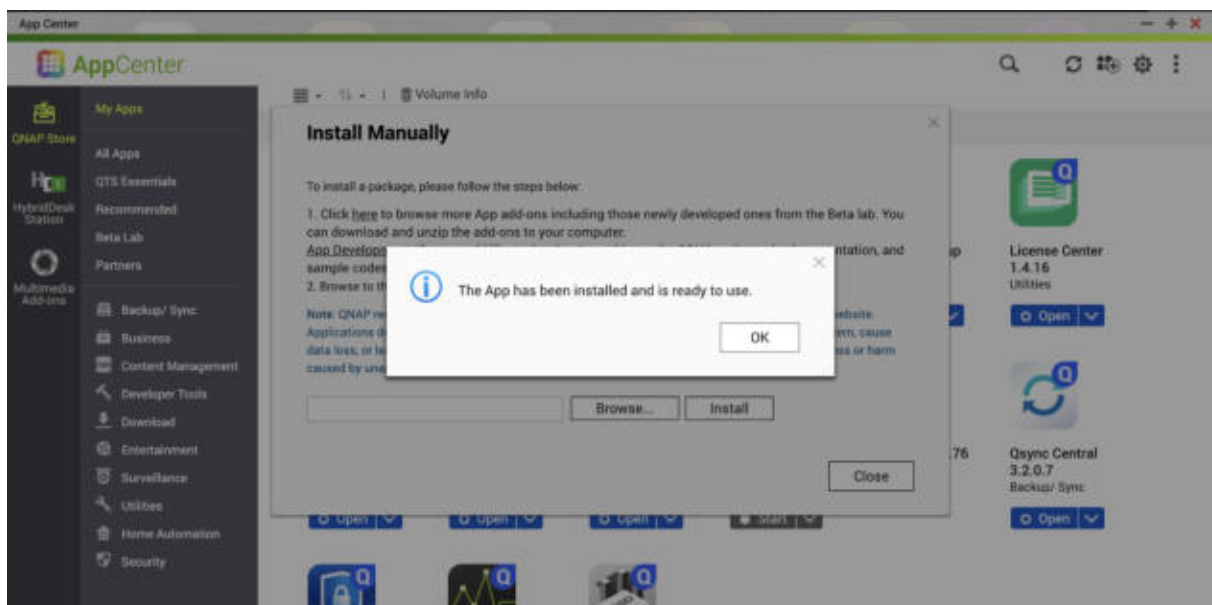 App Center
AppCenter
Volume Info
QNAP Store
HybridDesk
Station
Multimedia
Add-ons
My Apps
All Apps
QTS Essentials
Recommended
Beta Lab
Partners
Backup/ Sync
Business
Content Management
Developer Tools
Download
Entertainment
Surveillance
Utilities
Home Automation
Security
Install Manually
To install a package, please follow the steps below:
1. Click here to browse more App add-ons including those newly developed ones from the Beta lab. You
can download and unzip the add-ons to your computer.
App Develop
ntation, and
sample codes
2. Browse to th
Note: QNAP re
ebsite.
Applications d
em, cause
data loss, or le
ss or harm
caused by una
The App has been installed and is ready to use.
OK
Browse...
Install
Close
License Center
1.4.16
Utilities
Open
.76
Qsync Central
3.2.0.7
Backup/ Sync
Open
Open
Open
Open
Start